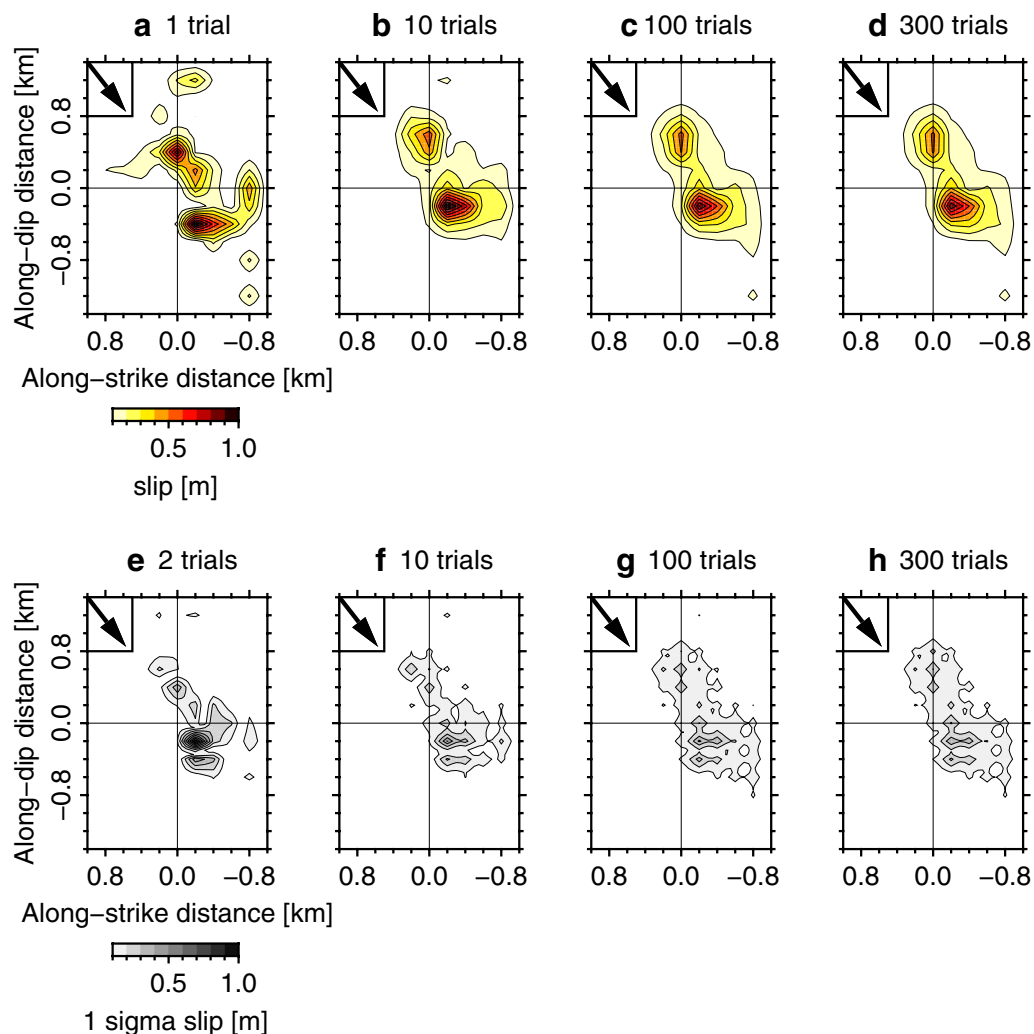 a 1 trial
b 10 trials
c 100 trials
d 300 trials
Along−dip distance [km]
0.8
0.0
−0.8
0.8 0.0 −0.8
0.8 0.0 −0.8
0.8 0.0 −0.8
0.8 0.0 −0.8
Along−strike distance [km]
0.5 1.0
slip [m]
e 2 trials
f 10 trials
g 100 trials
h 300 trials
Along−dip distance [km]
0.8
0.0
−0.8
0.8 0.0 −0.8
0.8 0.0 −0.8
0.8 0.0 −0.8
0.8 0.0 −0.8
Along−strike distance [km]
0.5 1.0
1 sigma slip [m]